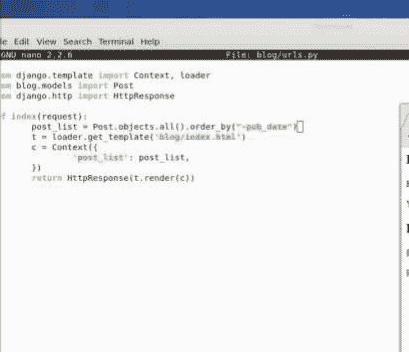 le Edit View Search Terminal Help
GNU nano 2.2.6 File: blog/urls.py
om django.template import Context, loader
om blog.models import Post
om django.http import HttpResponse
f index(request):
post_list = Post.objects.all().order_by("-pub_date")
t = loader.get_template('blog/index.html')
c = Context({
'post_list': post_list,
})
return HttpResponse(t.render(c))